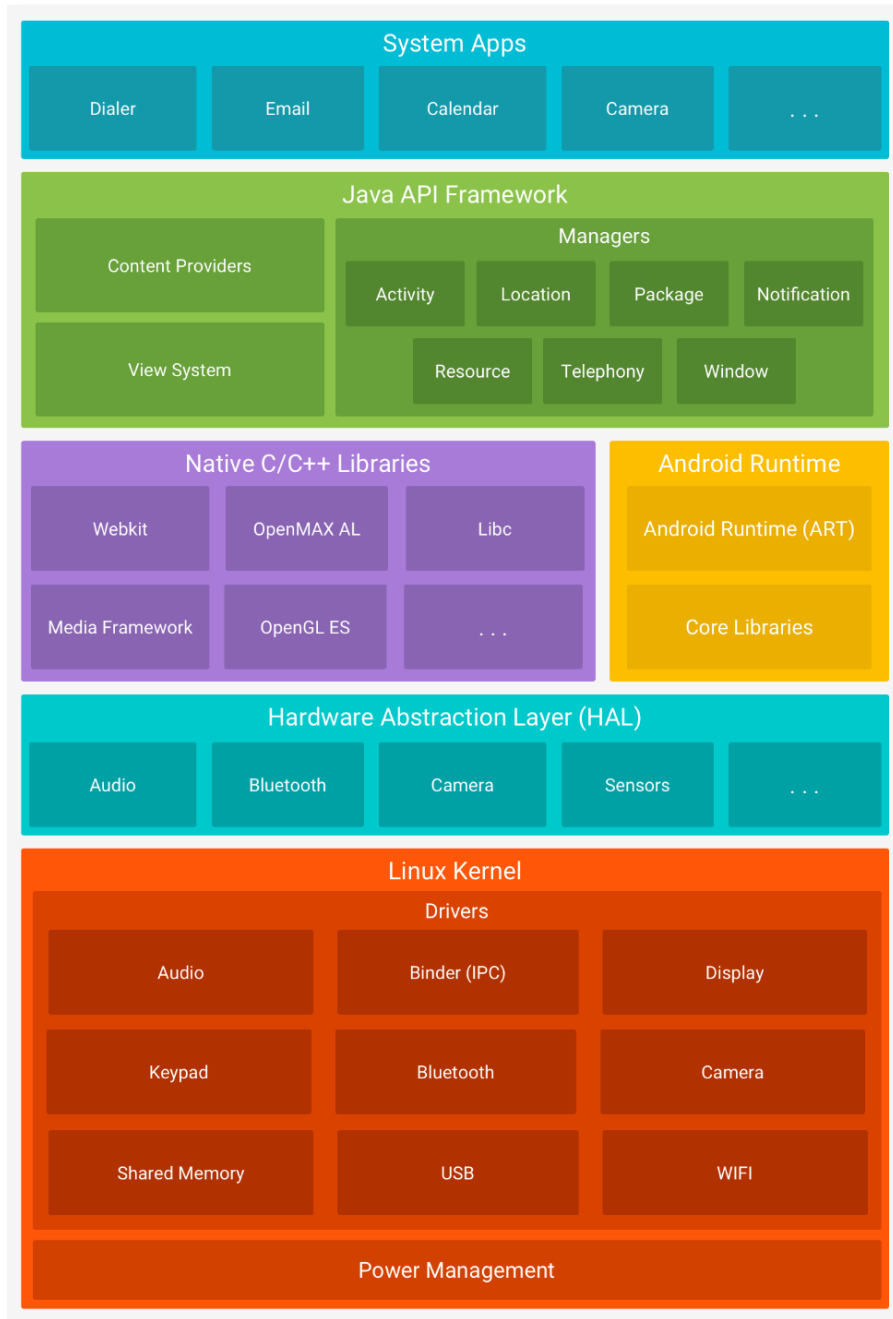 System Apps
Dialer
Email
Calendar
Camera
. . .
Java API Framework
Content Providers
View System
Managers
Activity
Location
Package
Notification
Resource
Telephony
Window
Native C/C++ Libraries
Webkit
OpenMAX AL
Libc
Media Framework
OpenGL ES
. . .
Android Runtime
Android Runtime (ART)
Core Libraries
Hardware Abstraction Layer (HAL)
Audio
Bluetooth
Camera
Sensors
. . .
Linux Kernel
Drivers
Audio
Binder (IPC)
Display
Keypad
Bluetooth
Camera
Shared Memory
USB
WIFI
Power Management